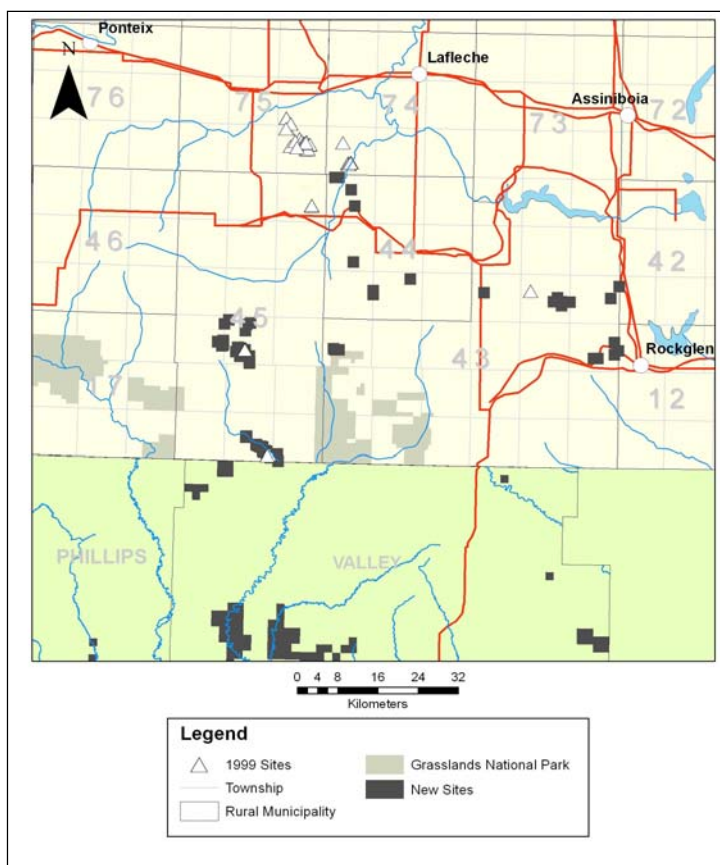 Ponteix
N
Lafleche
Assiniboia
76
75
74
73
72
46
45
44
43
42
Rockglen
17
12
PHILLIPS
VALLEY
0 4 8 16 24 32
Kilometers
Legend
1999 Sites
Township
Rural Municipality
Grasslands National Park
New Sites